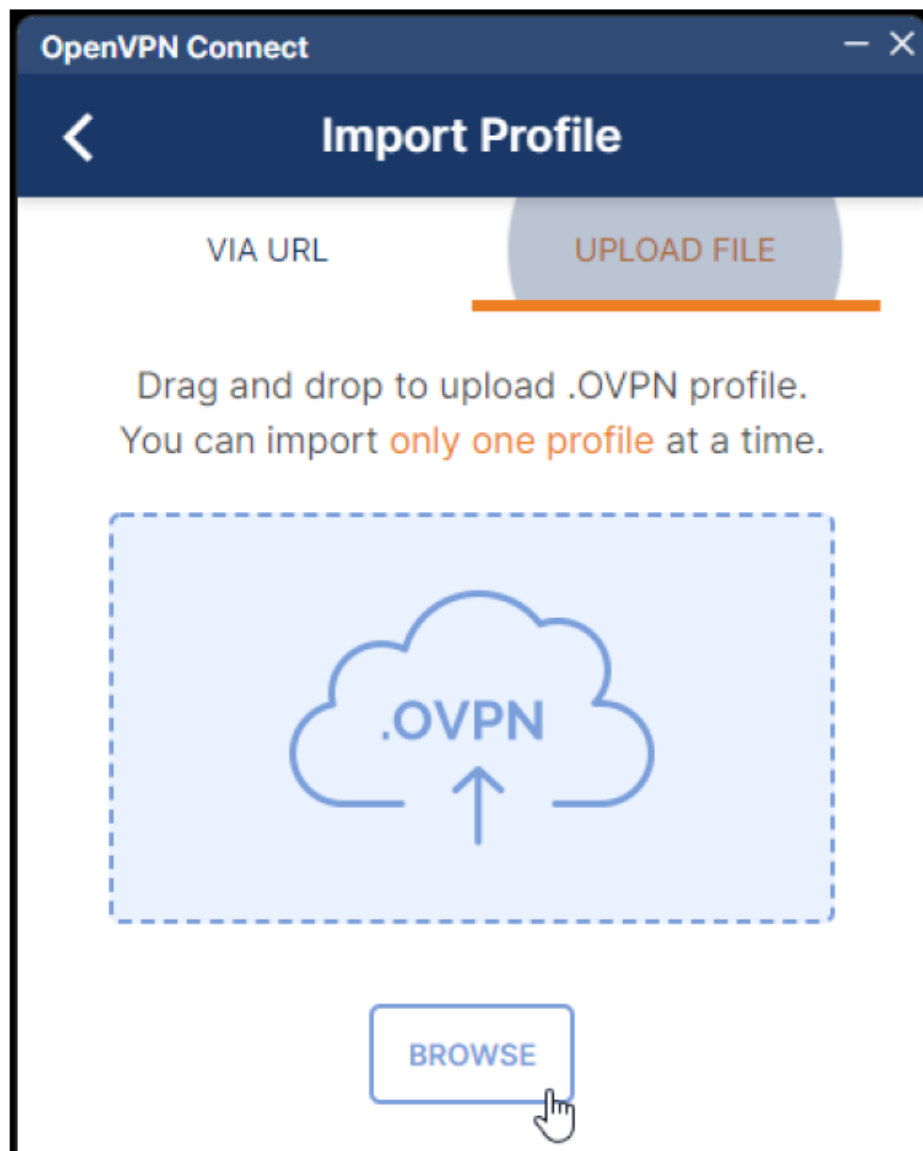 OpenVPN Connect
Import Profile
VIA URL
UPLOAD FILE
Drag and drop to upload .OVPN profile.
You can import only one profile at a time.
.OVPN
BROWSE